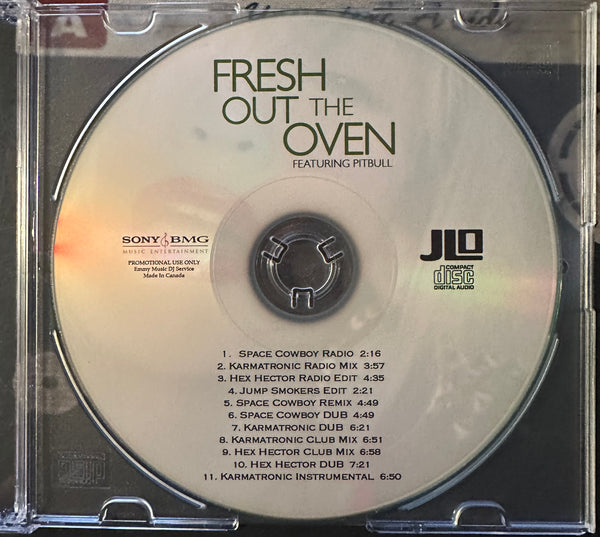 A
FRESH
OUT THE
OVEN
FEATURING PITBULL
SONY BMG
MUSIC ENTERTAINMENT
PROMOTIONAL USE ONLY
Emmy Music DJ Service
Made In Canada
JLO
COMPACT
disc
DIGITAL AUDIO
1. SPACE COWBOY RADIO 2:16
2. KARMATRONIC RADIO MIX 3:57
3. HEX HECTOR RADIO EDIT 4:35
4. JUMP SMOKERS EDIT 2:21
5. SPACE COWBOY REMIX 4:49
6. SPACE COWBOY DUB 4:49
7. KARMATRONIC DUB 6:21
8. KARMATRONIC CLUB MIX 6:51
9. HEX HECTOR CLUB MIX 6:58
10. HEX HECTOR DUB 7:21
11. KARMATRONIC INSTRUMENTAL 6:50